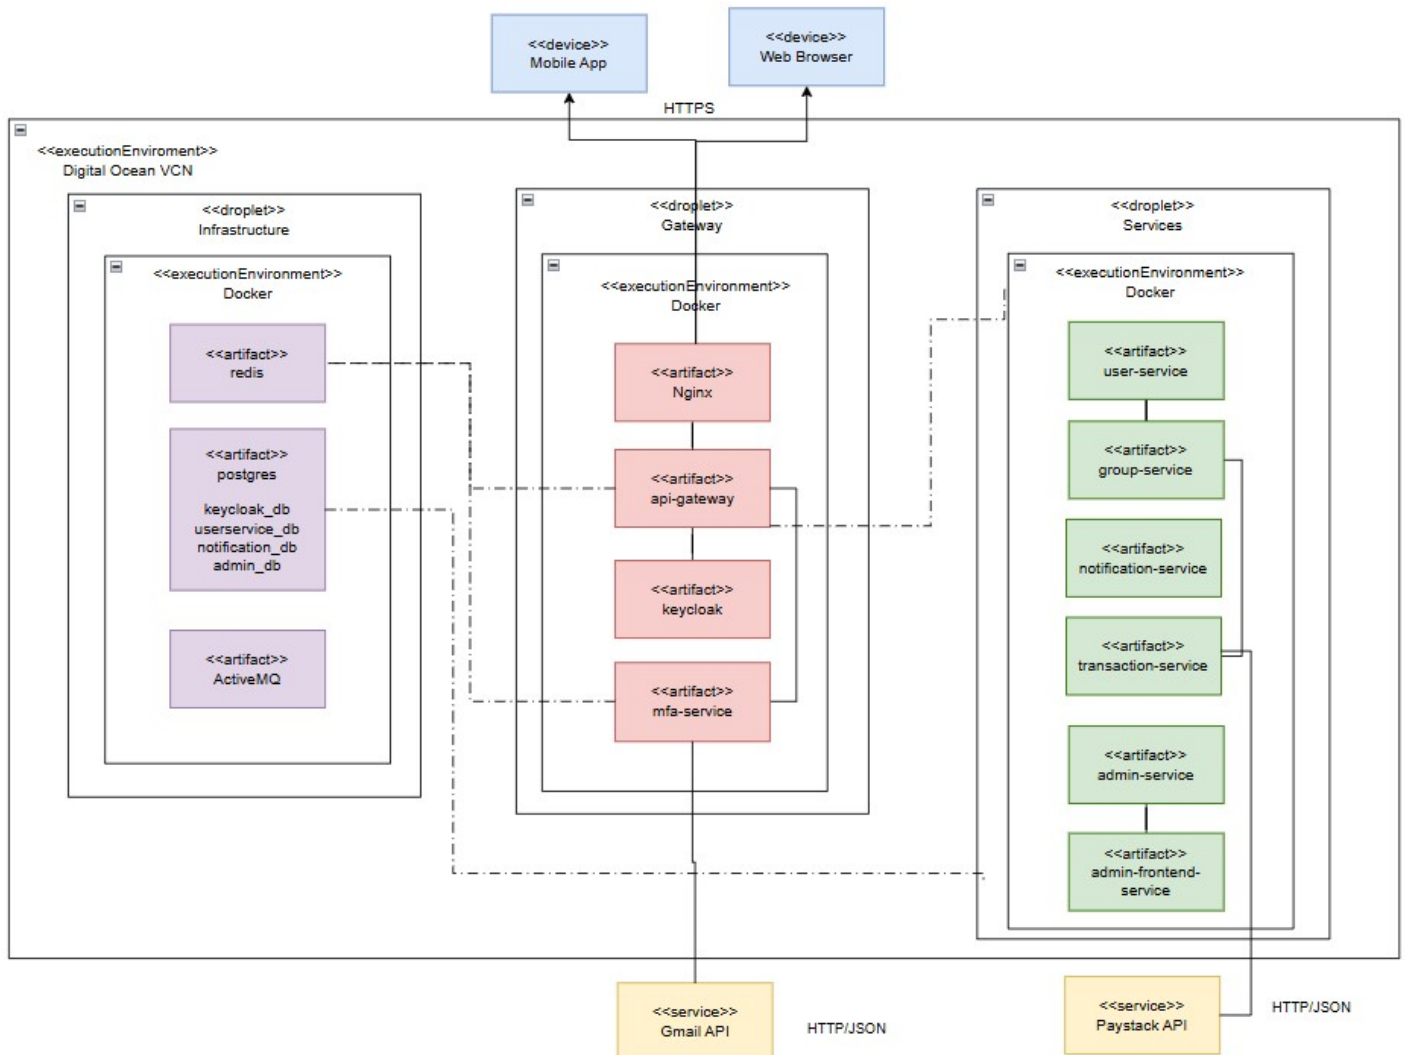 <<device>>
Mobile App
<<device>>
Web Browser
HTTPS
<<executionEnviroment>>
Digital Ocean VCN
<<droplet>>
Infrastructure
<<executionEnvironment>>
Docker
<<artifact>>
redis
<<artifact>>
postgres
keycloak_db
userservice_db
notification_db
admin_db
<<artifact>>
ActiveMQ
<<droplet>>
Gateway
<<executionEnvironment>>
Docker
<<artifact>>
Nginx
<<artifact>>
api-gateway
<<artifact>>
keycloak
<<artifact>>
mfa-service
<<droplet>>
Services
<<executionEnvironment>>
Docker
<<artifact>>
user-service
<<artifact>>
group-service
<<artifact>>
notification-service
<<artifact>>
transaction-service
<<artifact>>
admin-service
<<artifact>>
admin-frontend-
service
<<service>>
Gmail API
HTTP/JSON
<<service>>
Paystack API
HTTP/JSON